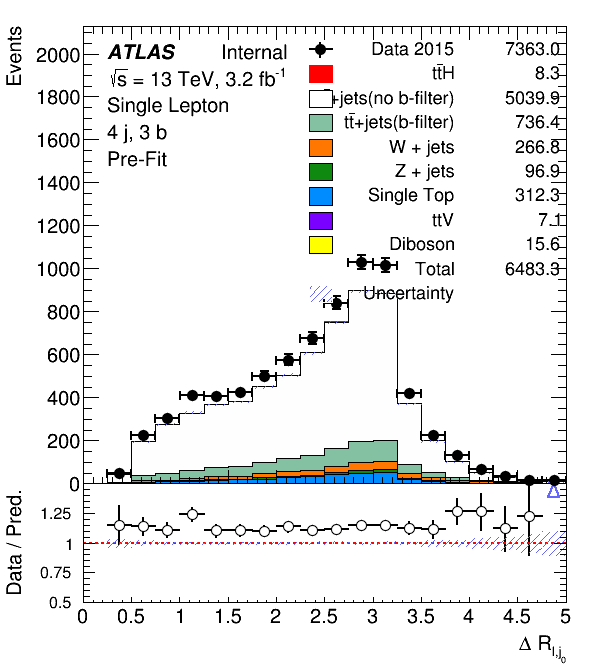 Events
2000
1800
1600
1400
1200
1000
800
600
400
200
0
ATLAS Internal
√s = 13 TeV, 3.2 fb-1
Single Lepton
4 j, 3 b
Pre-Fit
Data 2015 7363.0
tt̄H 8.3
+jets(no b-filter) 5039.9
tt̄+jets(b-filter) 736.4
W + jets 266.8
Z + jets 96.9
Single Top 312.3
ttV 7.1
Diboson 15.6
Total 6483.3
Uncertainty
Data / Pred.
1.25
1
0.75
0.5
0 0.5 1 1.5 2 2.5 3 3.5 4 4.5 5
Δ Rl,j0